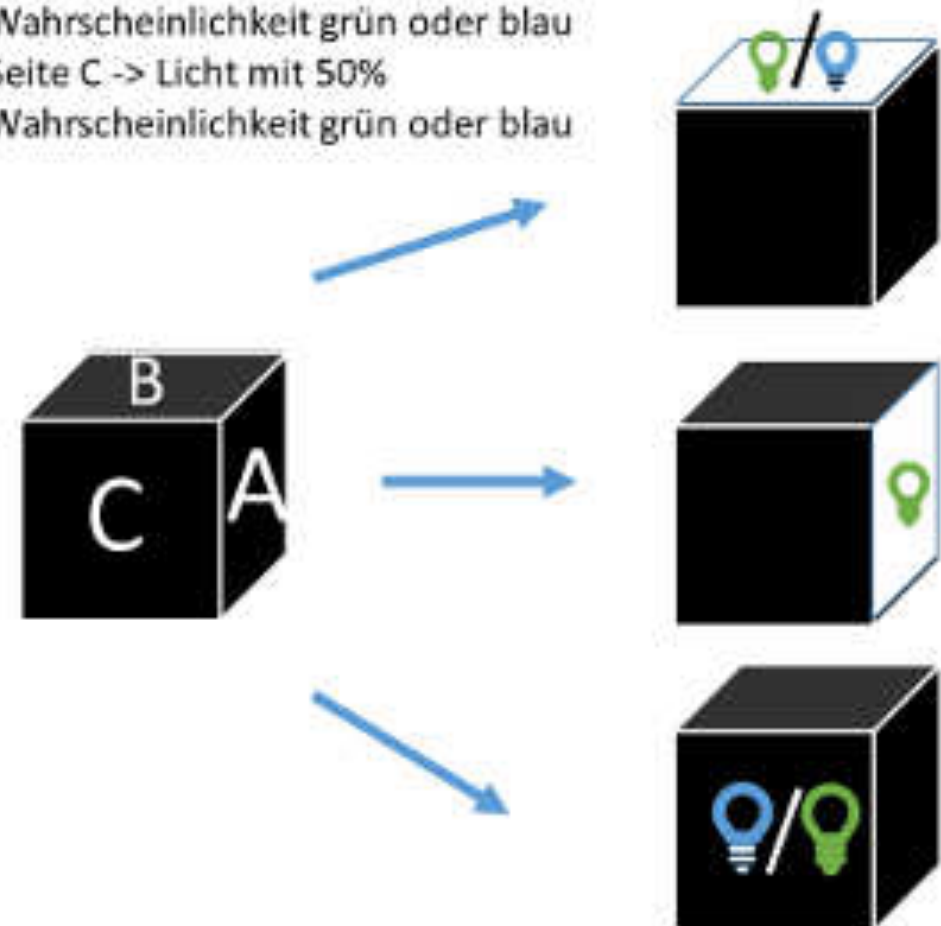 Wahrscheinlichkeit grün oder blau
Seite C -> Licht mit 50%
Wahrscheinlichkeit grün oder blau
B
C
A